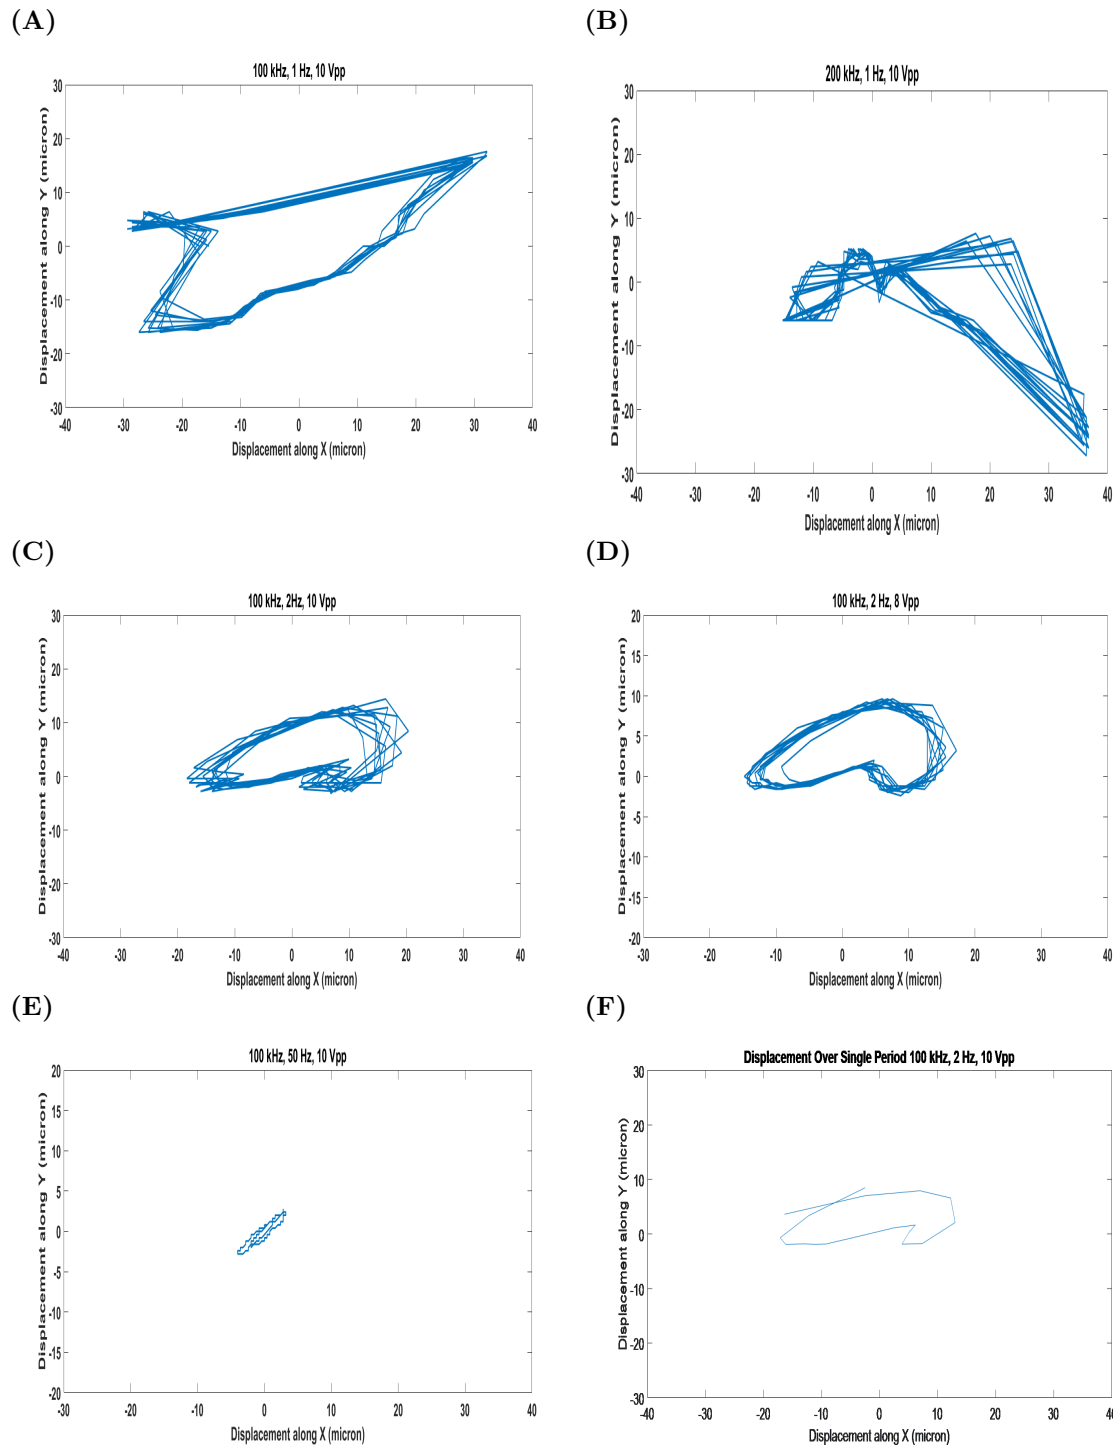 (A)
100 kHz, 1 Hz, 10 Vpp
30
20
10
0
-10
-20
-30
Displacement along Y (micron)
-40 -30 -20 -10 0 10 20 30 40
Displacement along X (micron)
(B)
200 kHz, 1 Hz, 10 Vpp
30
20
10
0
-10
-20
-30
Displacement along Y (micron)
-40 -30 -20 -10 0 10 20 30 40
Displacement along X (micron)
(C)
100 kHz, 2Hz, 10 Vpp
30
20
10
0
-10
-20
-30
Displacement along Y (micron)
-40 -30 -20 -10 0 10 20 30 40
Displacement along X (micron)
(D)
100 kHz, 2 Hz, 8 Vpp
20
15
10
5
0
-5
-10
-15
-20
Displacement along Y (micron)
-30 -20 -10 0 10 20 30 40
Displacement along X (micron)
(E)
100 kHz, 50 Hz, 10 Vpp
20
15
10
5
0
-5
-10
-15
-20
Displacement along Y (micron)
-30 -20 -10 0 10 20 30 40
Displacement along X (micron)
(F)
Displacement Over Single Period 100 kHz, 2 Hz, 10 Vpp
30
20
10
0
-10
-20
-30
Displacement along Y (micron)
-40 -30 -20 -10 0 10 20 30 40
Displacement along X (micron)